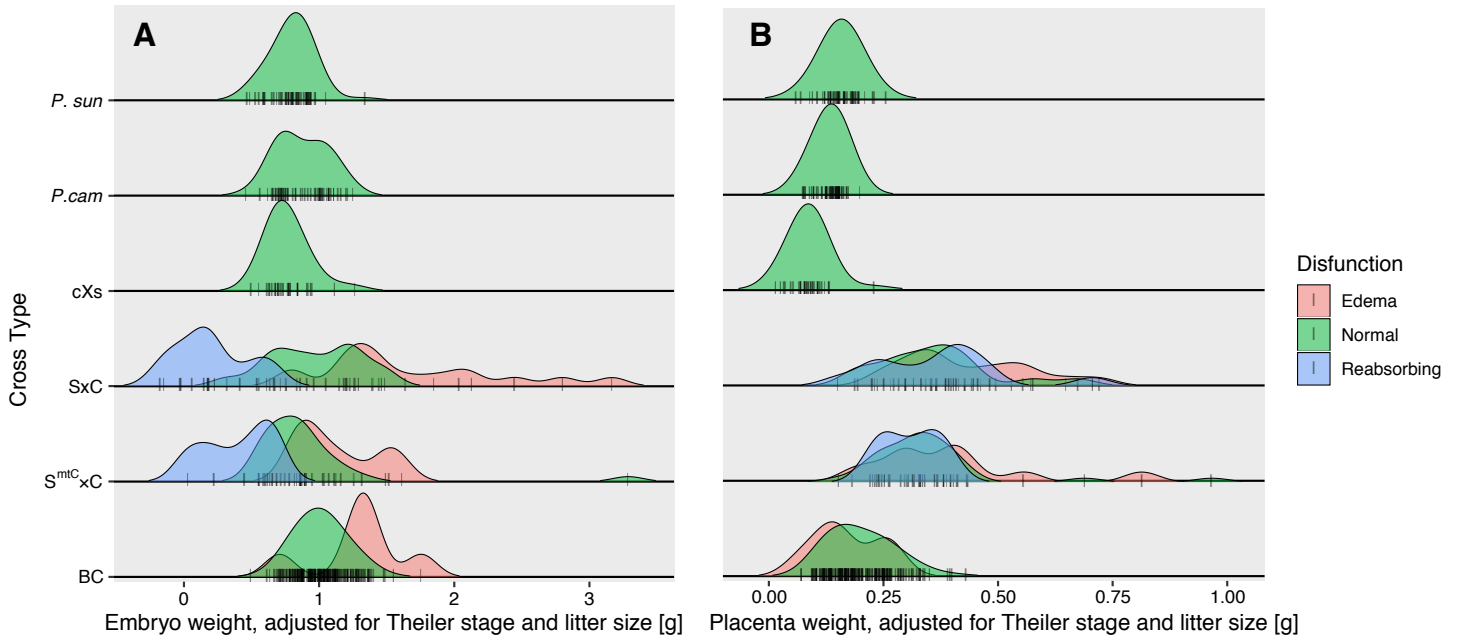 A
B
Cross Type
P. sun
P.cam
cXs
SxC
S^mtC xC
BC
0 1 2 3
Embryo weight, adjusted for Theiler stage and litter size [g]
0.00 0.25 0.50 0.75 1.00
Placenta weight, adjusted for Theiler stage and litter size [g]
Disfunction
Edema
Normal
Reabsorbing